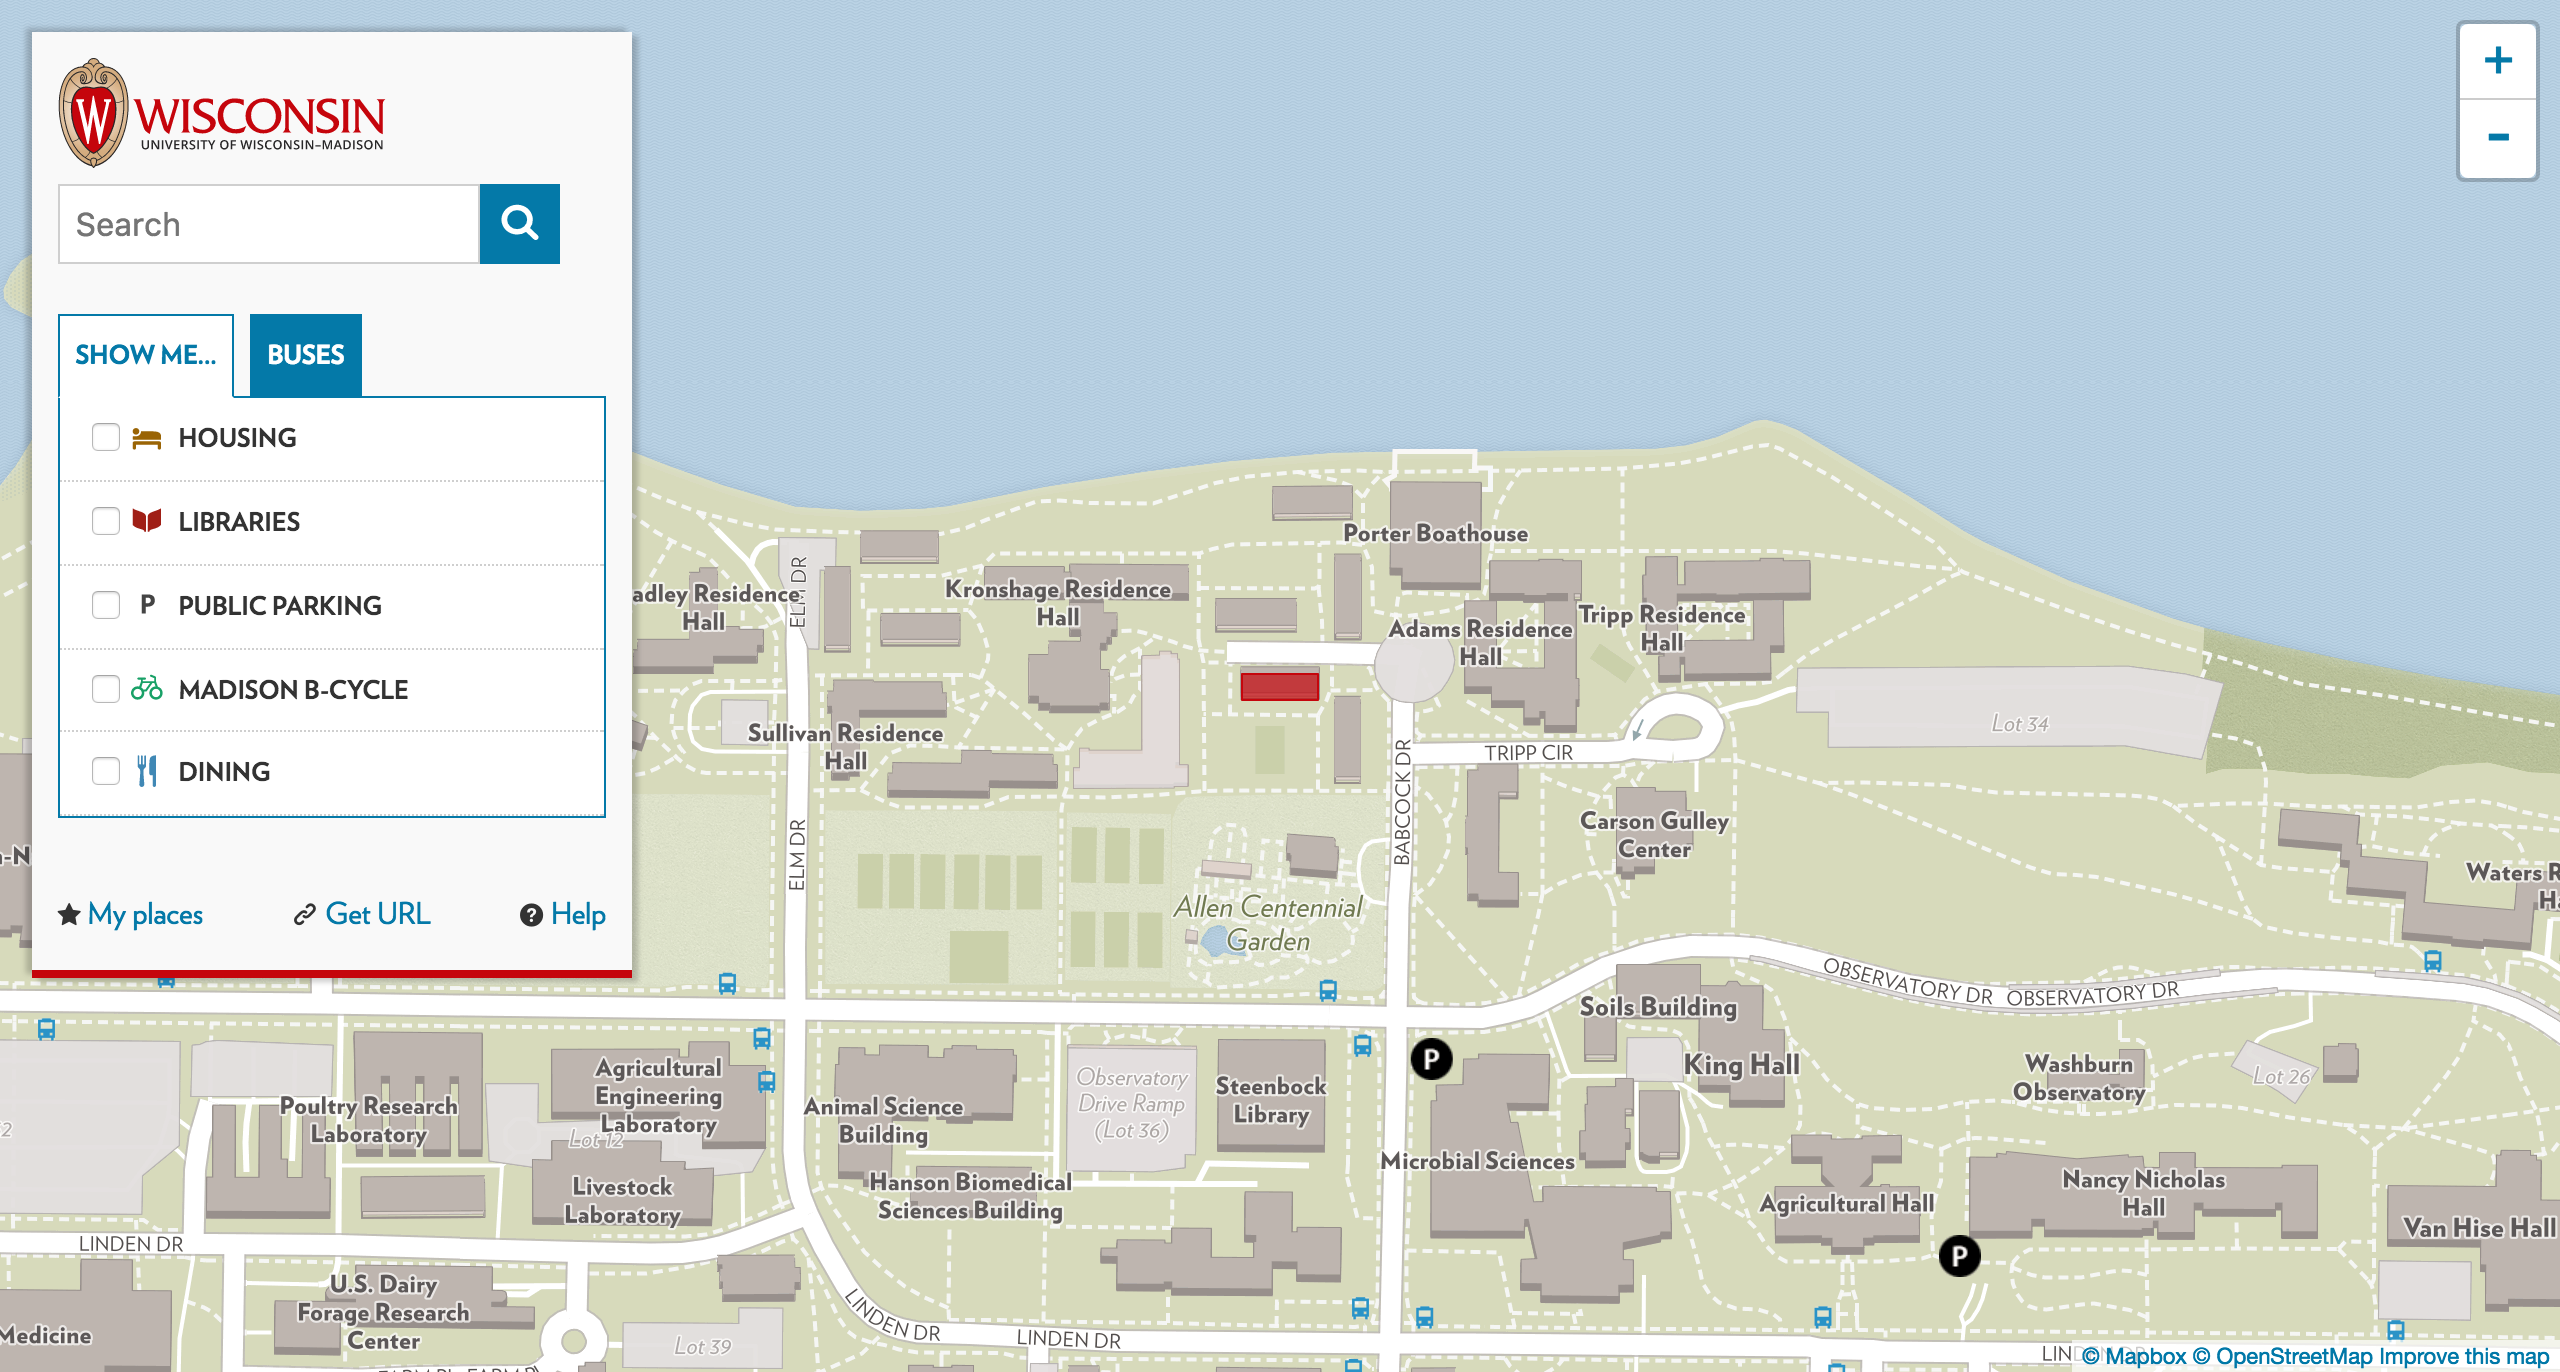 WISCONSIN
UNIVERSITY OF WISCONSIN–MADISON
Search
SHOW ME...
BUSES
HOUSING
LIBRARIES
P PUBLIC PARKING
MADISON B-CYCLE
DINING
My places
Get URL
? Help
+
−
Porter Boathouse
adley Residence
Hall
ELM DR
Kronshage Residence
Hall
Adams Residence
Hall
Tripp Residence
Hall
Sullivan Residence
Hall
Lot 34
TRIPP CIR
BABCOCK DR
Carson Gulley
Center
ELM DR
Waters R
Ha
-N
Allen Centennial
Garden
OBSERVATORY DR
OBSERVATORY DR
Soils Building
King Hall
P
Washburn
Observatory
Lot 26
Agricultural
Engineering
Laboratory
Poultry Research
Laboratory
Lot 12
Animal Science
Building
Observatory
Drive Ramp
(Lot 36)
Steenbock
Library
2
Microbial Sciences
Livestock
Laboratory
Hanson Biomedical
Sciences Building
Agricultural Hall
Nancy Nicholas
Hall
Van Hise Hall
P
LINDEN DR
U.S. Dairy
Forage Research
Center
Medicine
LINDEN DR
LINDEN DR
Lot 39
LIN
© Mapbox © OpenStreetMap Improve this map